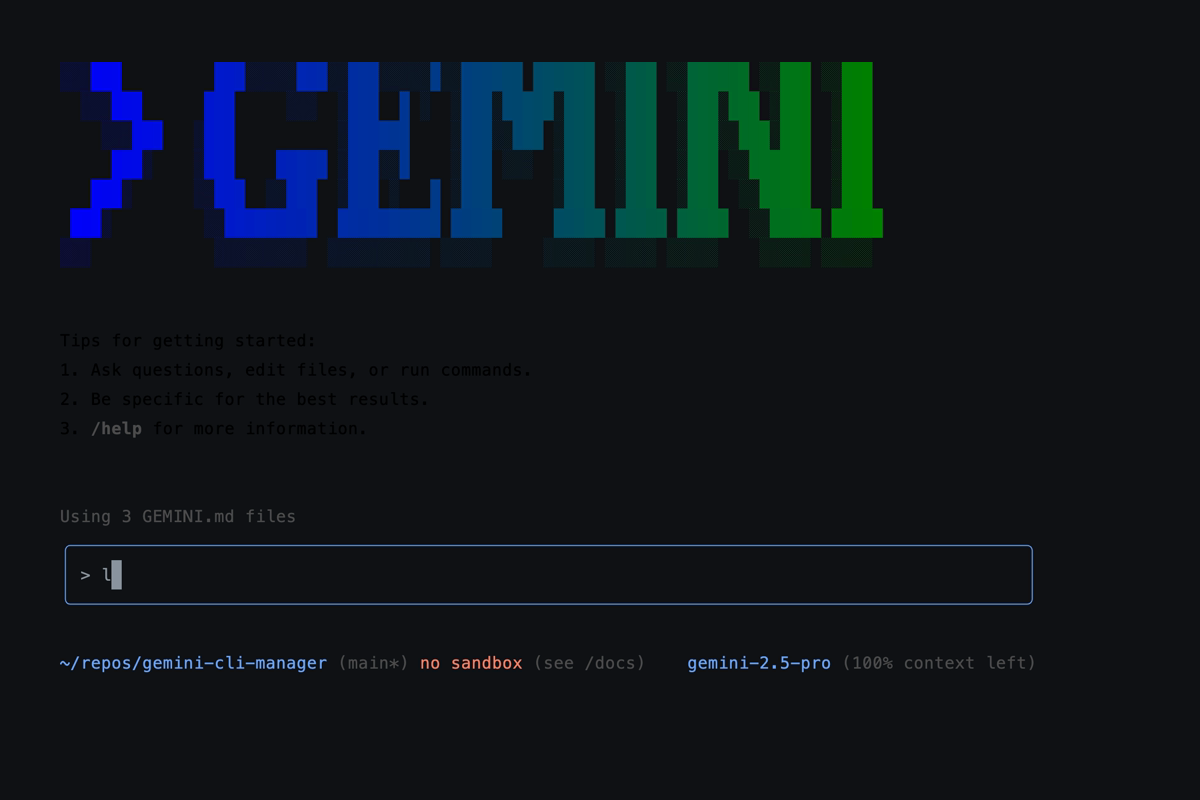 > GEMINI
Tips for getting started:
1. Ask questions, edit files, or run commands.
2. Be specific for the best results.
3. /help for more information.
Using 3 GEMINI.md files
> l
~/repos/gemini-cli-manager (main*) no sandbox (see /docs) gemini-2.5-pro (100% context left)